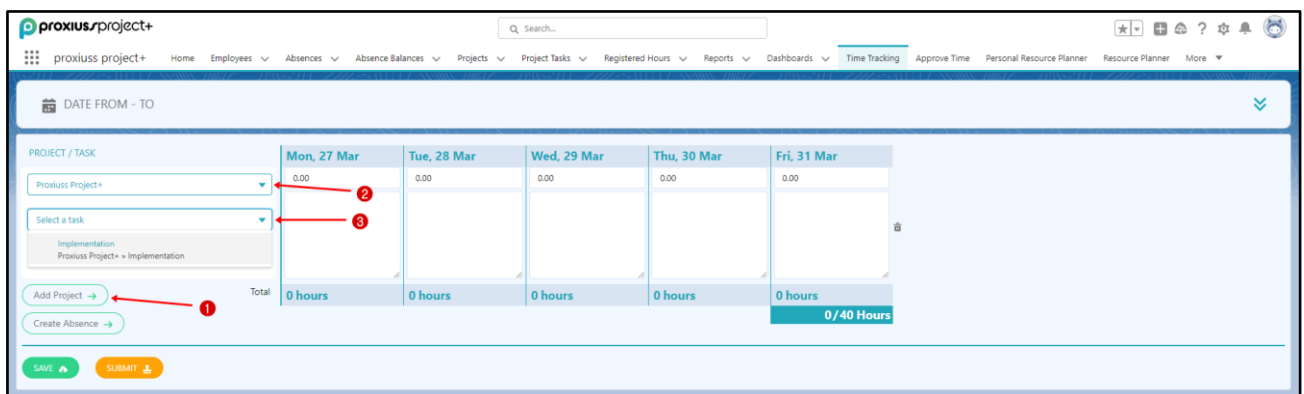 proxius project+
Search...
proxiuss project+ Home Employees Absences Absence Balances Projects Project Tasks Registered Hours Reports Dashboards Time Tracking Approve Time Personal Resource Planner Resource Planner More
DATE FROM - TO
PROJECT / TASK Mon, 27 Mar Tue, 28 Mar Wed, 29 Mar Thu, 30 Mar Fri, 31 Mar
Proxiuss Project+ 0.00 0.00 0.00 0.00 0.00
2
Select a task
3
Implementation
Proxiuss Project+ » Implementation
Add Project → Total 0 hours 0 hours 0 hours 0 hours 0 hours
1
0/40 Hours
Create Absence →
SAVE SUBMIT